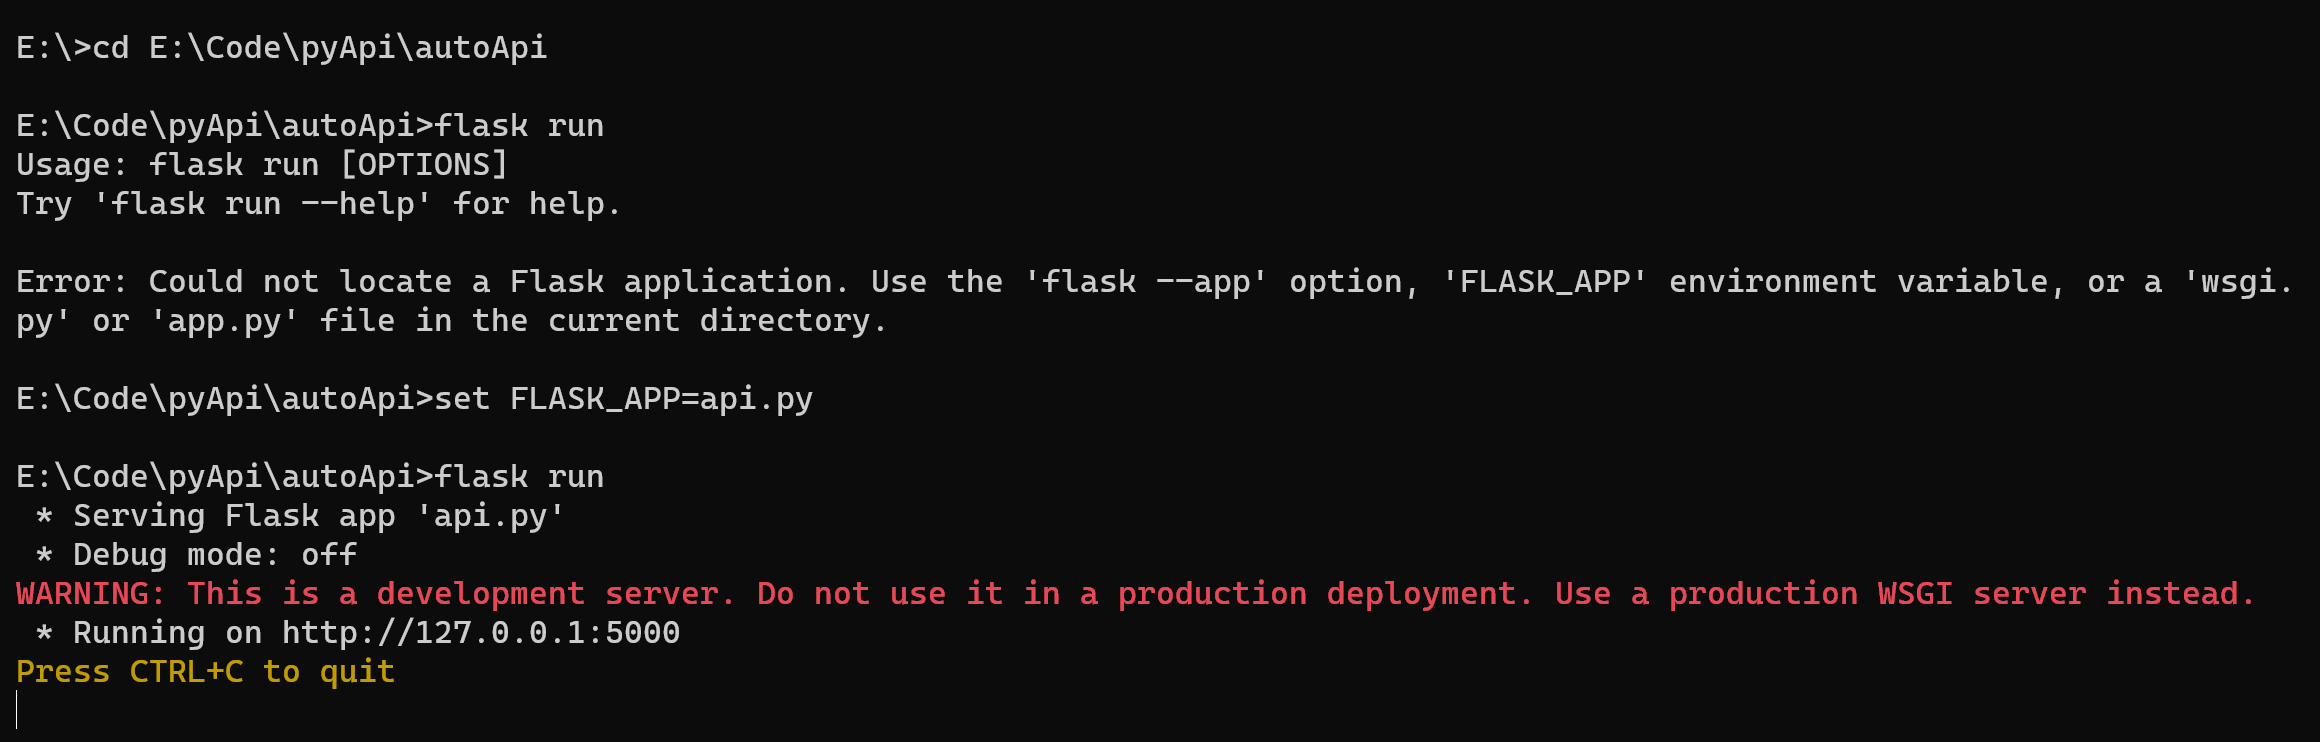 E:\>cd E:\Code\pyApi\autoApi
E:\Code\pyApi\autoApi>flask run
Usage: flask run [OPTIONS]
Try 'flask run --help' for help.
Error: Could not locate a Flask application. Use the 'flask --app' option, 'FLASK_APP' environment variable, or a 'wsgi.
py' or 'app.py' file in the current directory.
E:\Code\pyApi\autoApi>set FLASK_APP=api.py
E:\Code\pyApi\autoApi>flask run
 * Serving Flask app 'api.py'
 * Debug mode: off
WARNING: This is a development server. Do not use it in a production deployment. Use a production WSGI server instead.
 * Running on http://127.0.0.1:5000
Press CTRL+C to quit